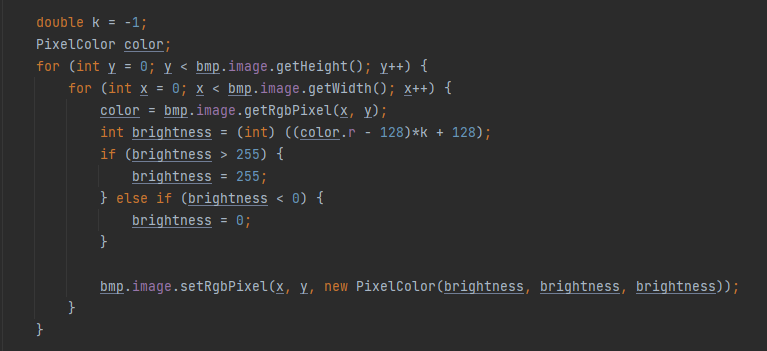 double k = -1;
PixelColor color;
for (int y = 0; y < bmp.image.getHeight(); y++) {
for (int x = 0; x < bmp.image.getWidth(); x++) {
color = bmp.image.getRgbPixel(x, y);
int brightness = (int) ((color.r - 128)*k + 128);
if (brightness > 255) {
brightness = 255;
} else if (brightness < 0) {
brightness = 0;
}
bmp.image.setRgbPixel(x, y, new PixelColor(brightness, brightness, brightness));
}
}